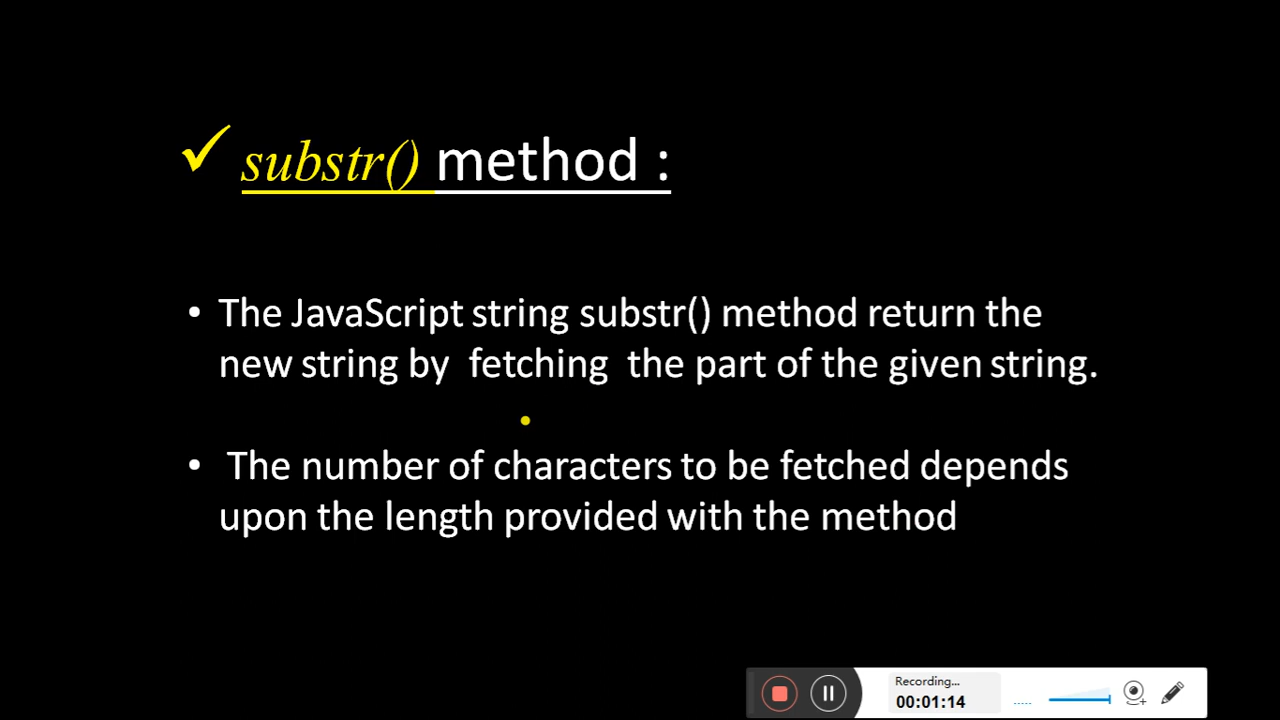 ✓ substr() method :
• The JavaScript string substr() method return the
new string by fetching the part of the given string.
• The number of characters to be fetched depends
upon the length provided with the method
Recording...
00:01:14